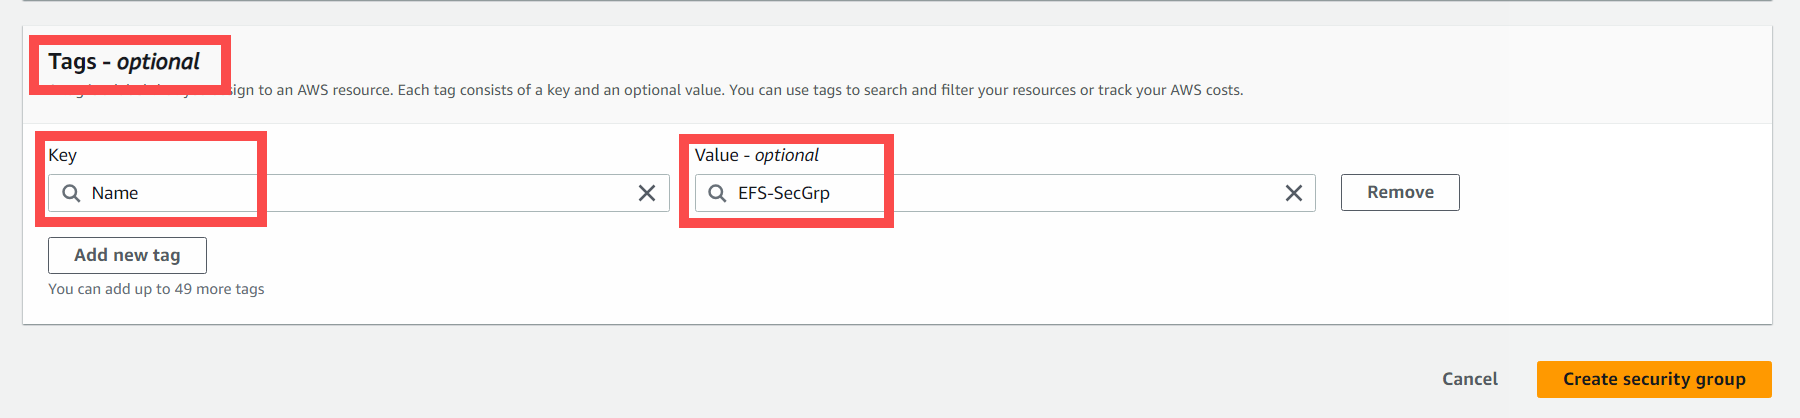 Tags - optional
sign to an AWS resource. Each tag consists of a key and an optional value. You can use tags to search and filter your resources or track your AWS costs.
Key
Value - optional
Name
EFS-SecGrp
Remove
Add new tag
You can add up to 49 more tags
Cancel
Create security group